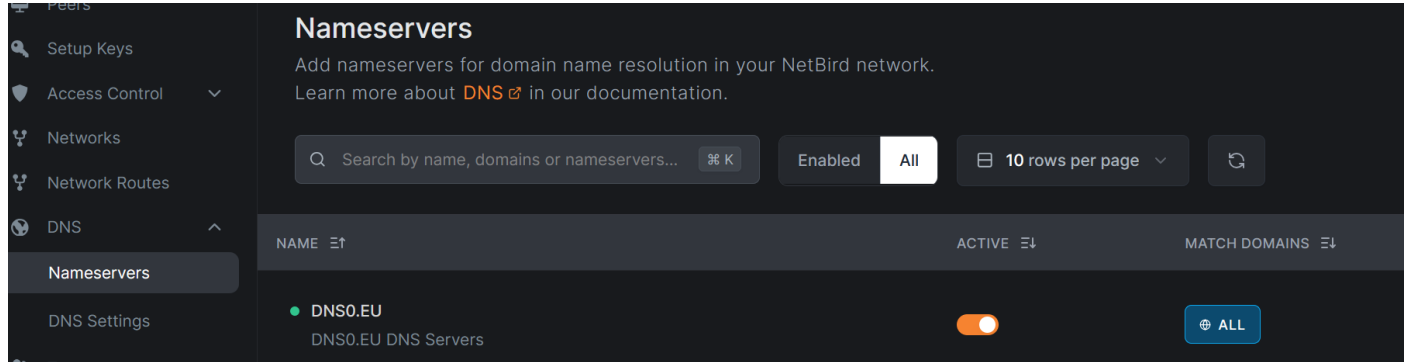 Peers
Setup Keys
Access Control
Networks
Network Routes
DNS
Nameservers
DNS Settings
Nameservers
Add nameservers for domain name resolution in your NetBird network.
Learn more about DNS in our documentation.
Search by name, domains or nameservers... ⌘ K
Enabled All
10 rows per page
NAME ACTIVE MATCH DOMAINS
DNS0.EU
DNS0.EU DNS Servers
ALL